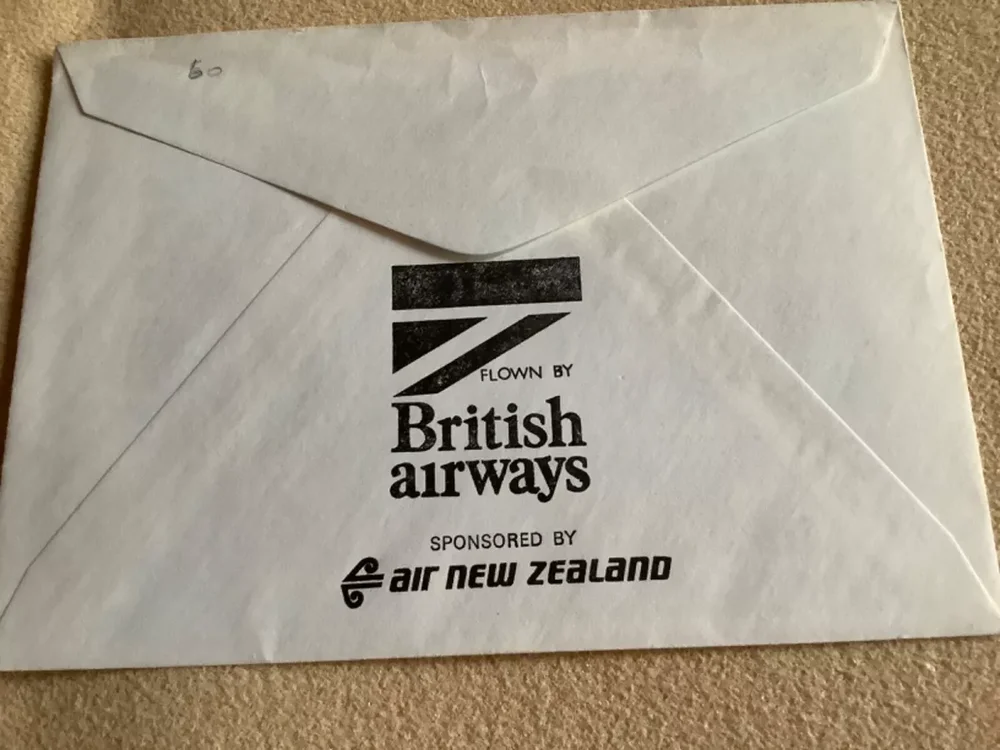 60
FLOWN BY
British
airways
SPONSORED BY
air new zealand